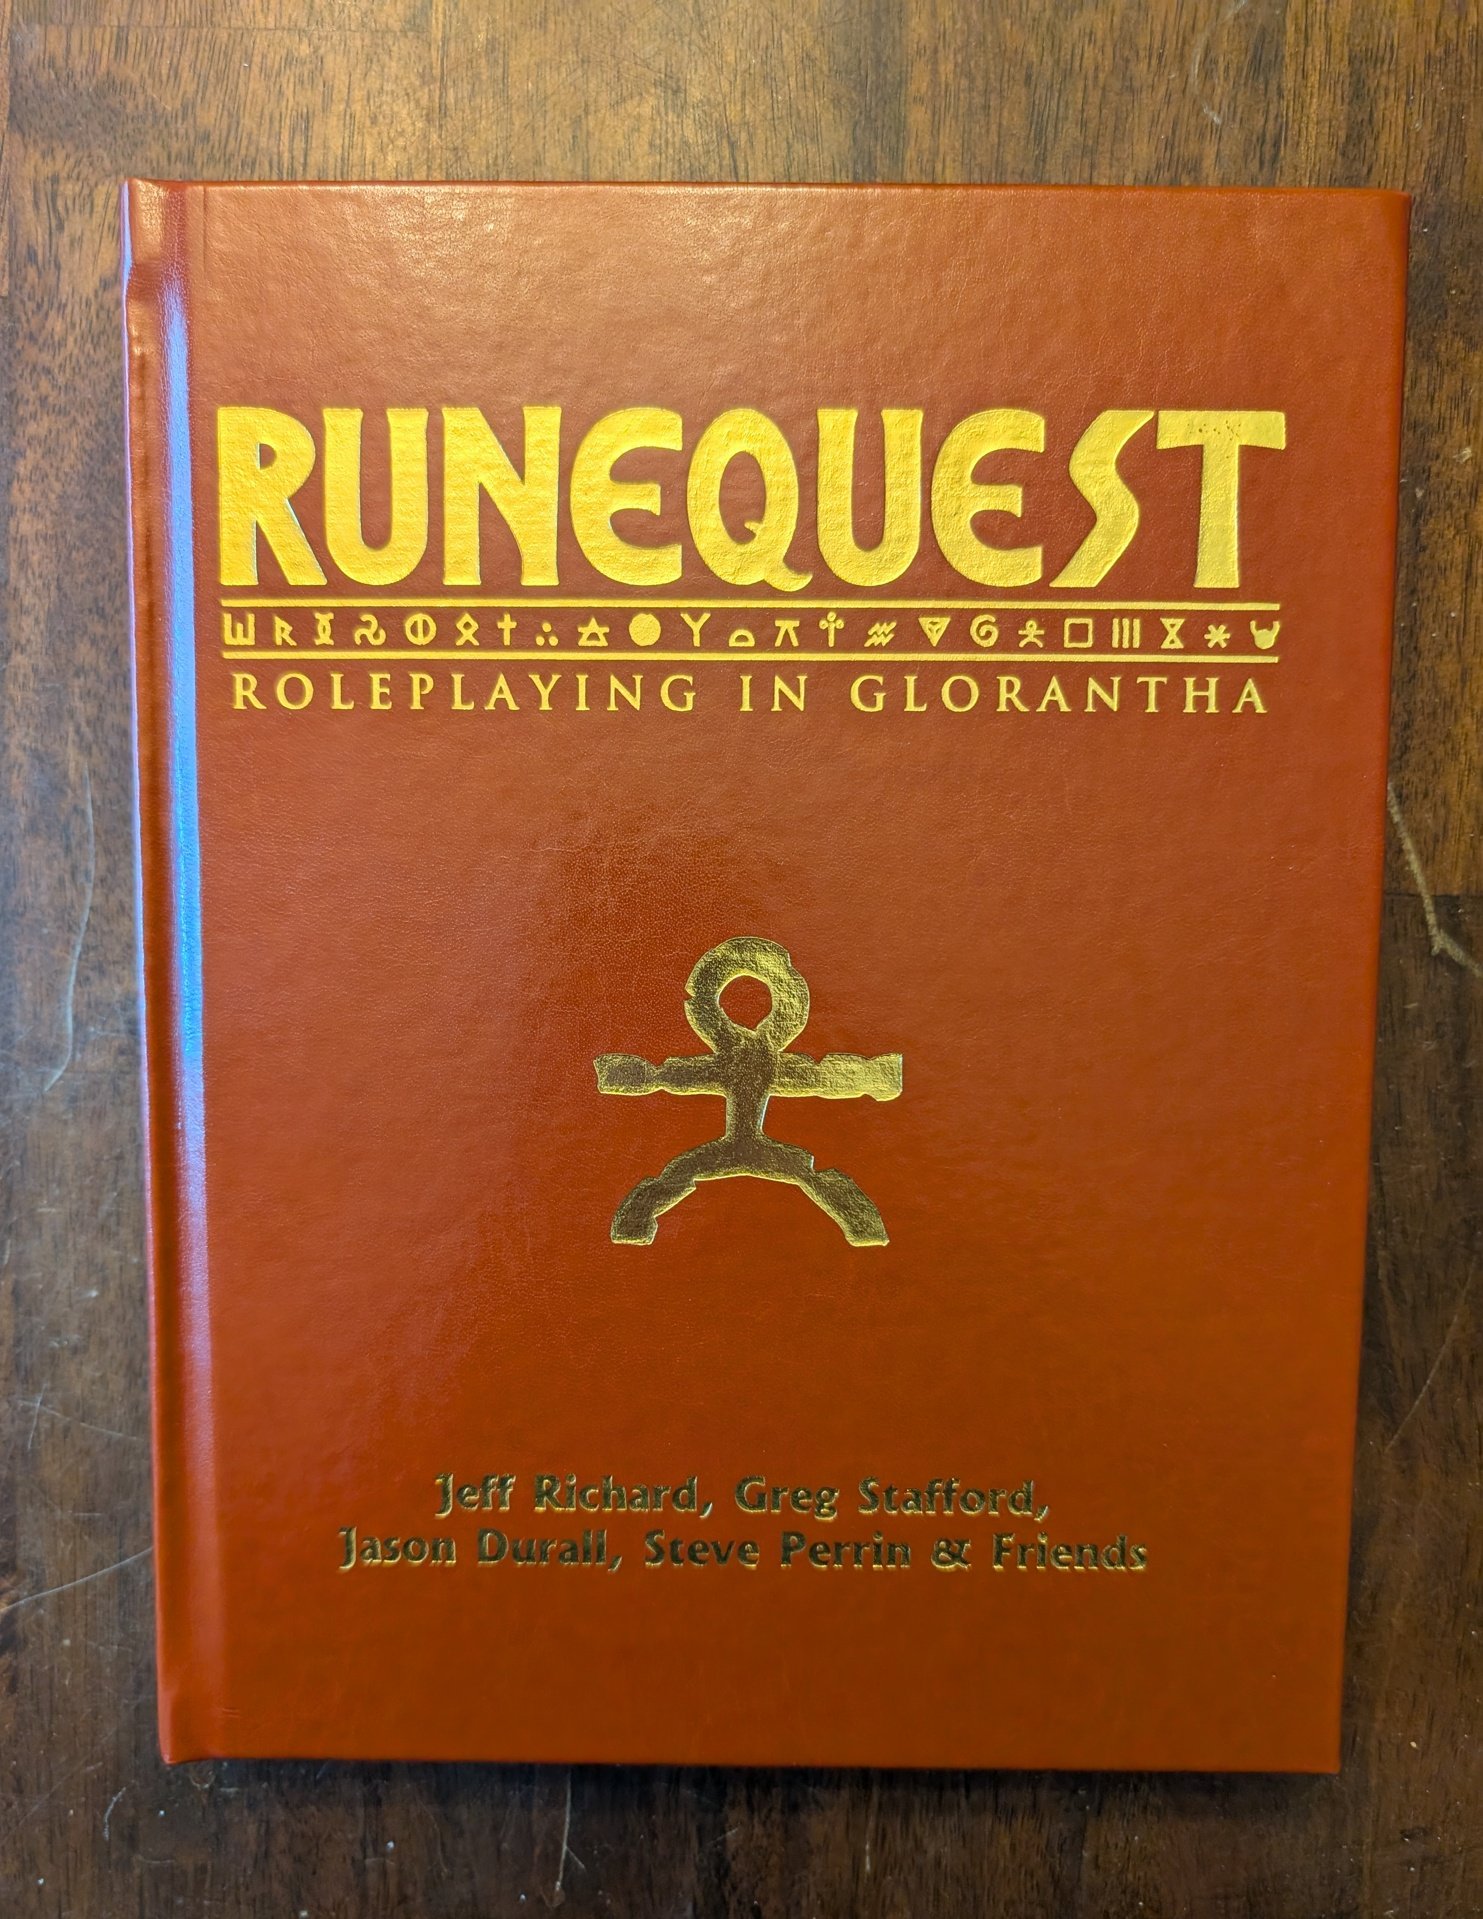 RUNEQUEST
ROLEPLAYING IN GLORANTHA
Jeff Richard, Greg Stafford,
Jason Durall, Steve Perrin & Friends